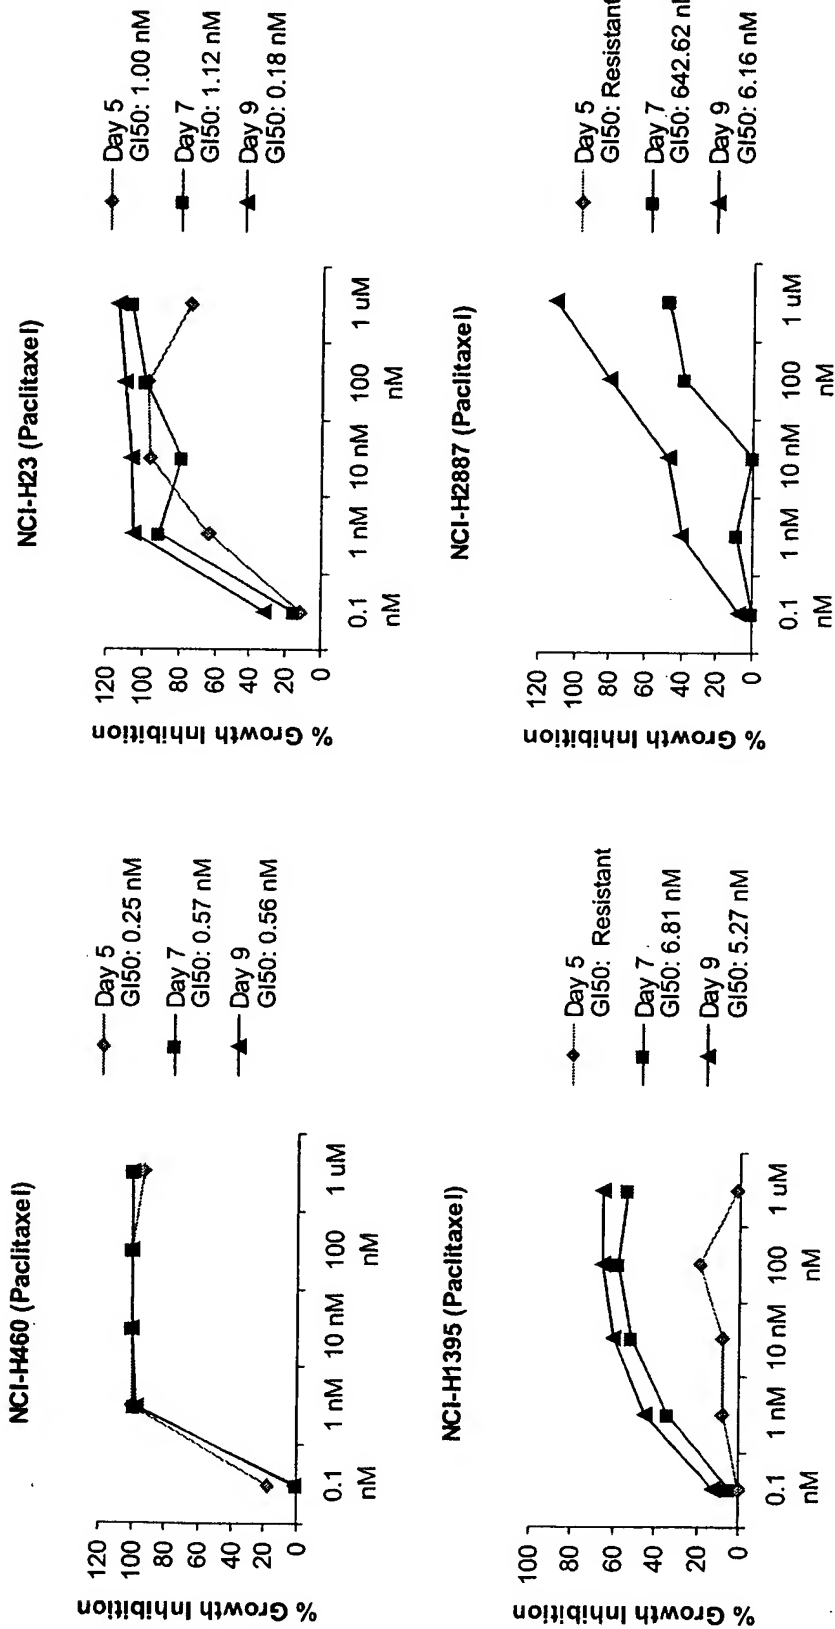 NCI-H460 (Paclitaxel)
% Growth Inhibition
120
100
80
60
40
20
0
0.1
nM
1 nM
10 nM
100
nM
1 uM
Day 5
GI50: 0.25 nM
Day 7
GI50: 0.57 nM
Day 9
GI50: 0.56 nM
NCI-H23 (Paclitaxel)
% Growth Inhibition
120
100
80
60
40
20
0
0.1
nM
1 nM
10 nM
100
nM
1 uM
Day 5
GI50: 1.00 nM
Day 7
GI50: 1.12 nM
Day 9
GI50: 0.18 nM
NCI-H1395 (Paclitaxel)
% Growth Inhibition
100
80
60
40
20
0
0.1
nM
1 nM
10 nM
100
nM
1 uM
Day 5
GI50: Resistant
Day 7
GI50: 6.81 nM
Day 9
GI50: 5.27 nM
NCI-H2887 (Paclitaxel)
% Growth Inhibition
120
100
80
60
40
20
0
0.1
nM
1 nM
10 nM
100
nM
1 uM
Day 5
GI50: Resistant
Day 7
GI50: 642.62 nM
Day 9
GI50: 6.16 nM